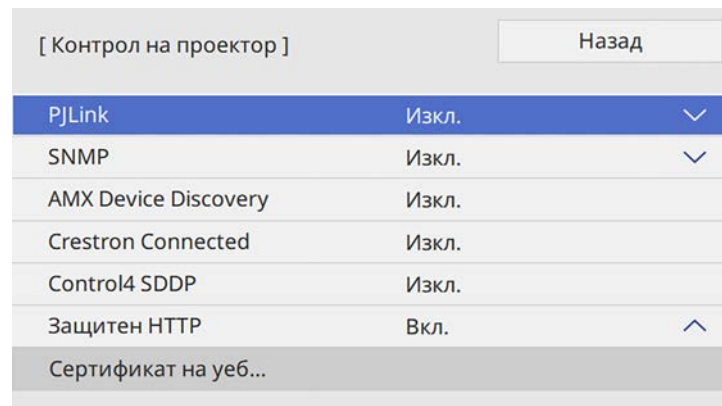 [ Контрол на проектор ] Назад
PJLink Изкл.
SNMP Изкл.
AMX Device Discovery Изкл.
Crestron Connected Изкл.
Control4 SDDP Изкл.
Защитен HTTP Вкл.
Сертификат на уеб...